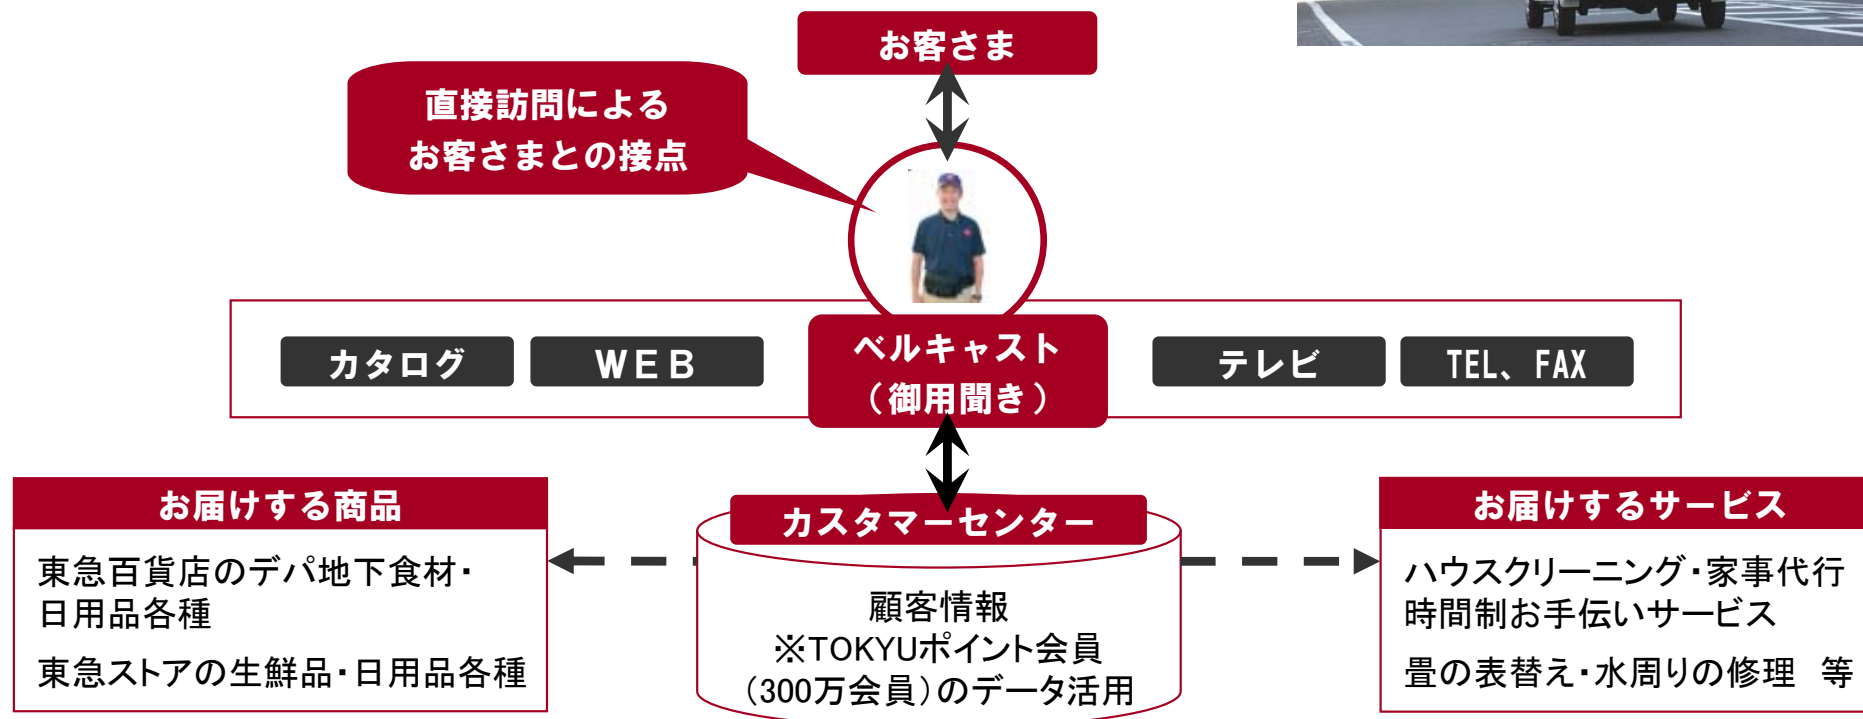 お客さま
直接訪問による
お客さまとの接点
カタログ
WEB
ベルキャスト
(御用聞き)
テレビ
TEL、FAX
お届けする商品
東急百貨店のデパ地下食材・
日用品各種
東急ストアの生鮮品・日用品各種
カスタマーセンター
顧客情報
※TOKYUポイント会員
(300万会員)のデータ活用
お届けするサービス
ハウスクリーニング・家事代行
時間制お手伝いサービス
畳の表替え・水周りの修理 等